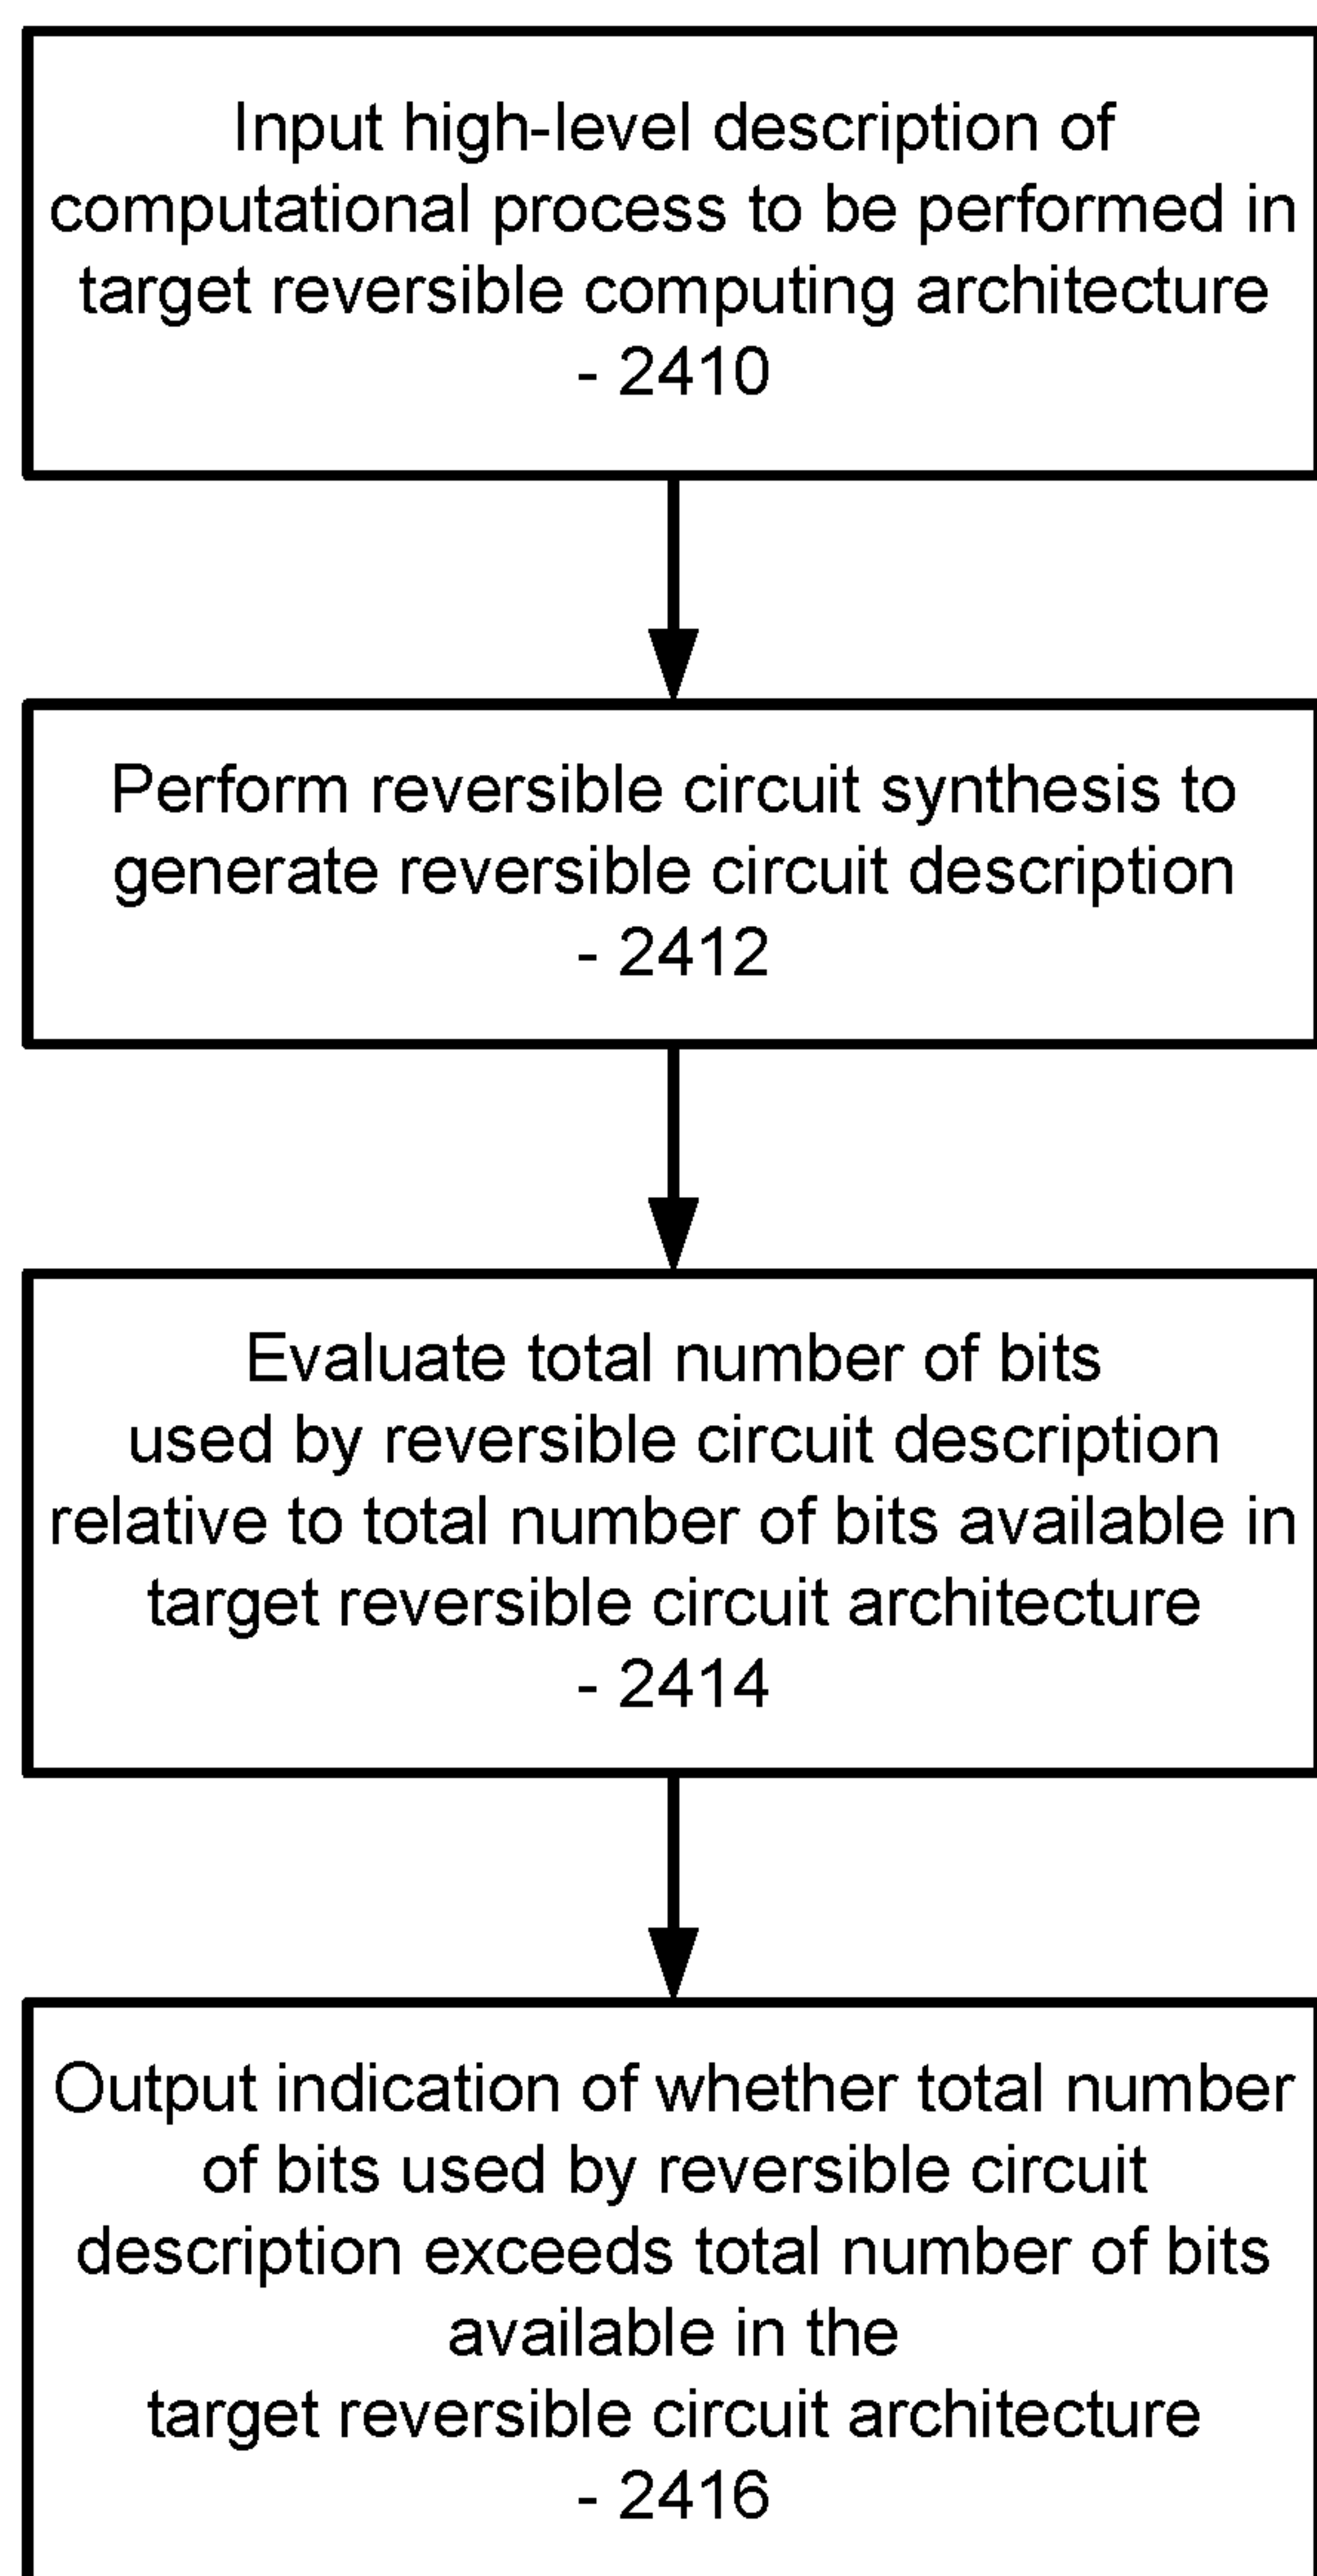 Input high-level description of
computational process to be performed in
target reversible computing architecture
- 2410
Perform reversible circuit synthesis to
generate reversible circuit description
- 2412
Evaluate total number of bits
used by reversible circuit description
relative to total number of bits available in
target reversible circuit architecture
- 2414
Output indication of whether total number
of bits used by reversible circuit
description exceeds total number of bits
available in the
target reversible circuit architecture
- 2416